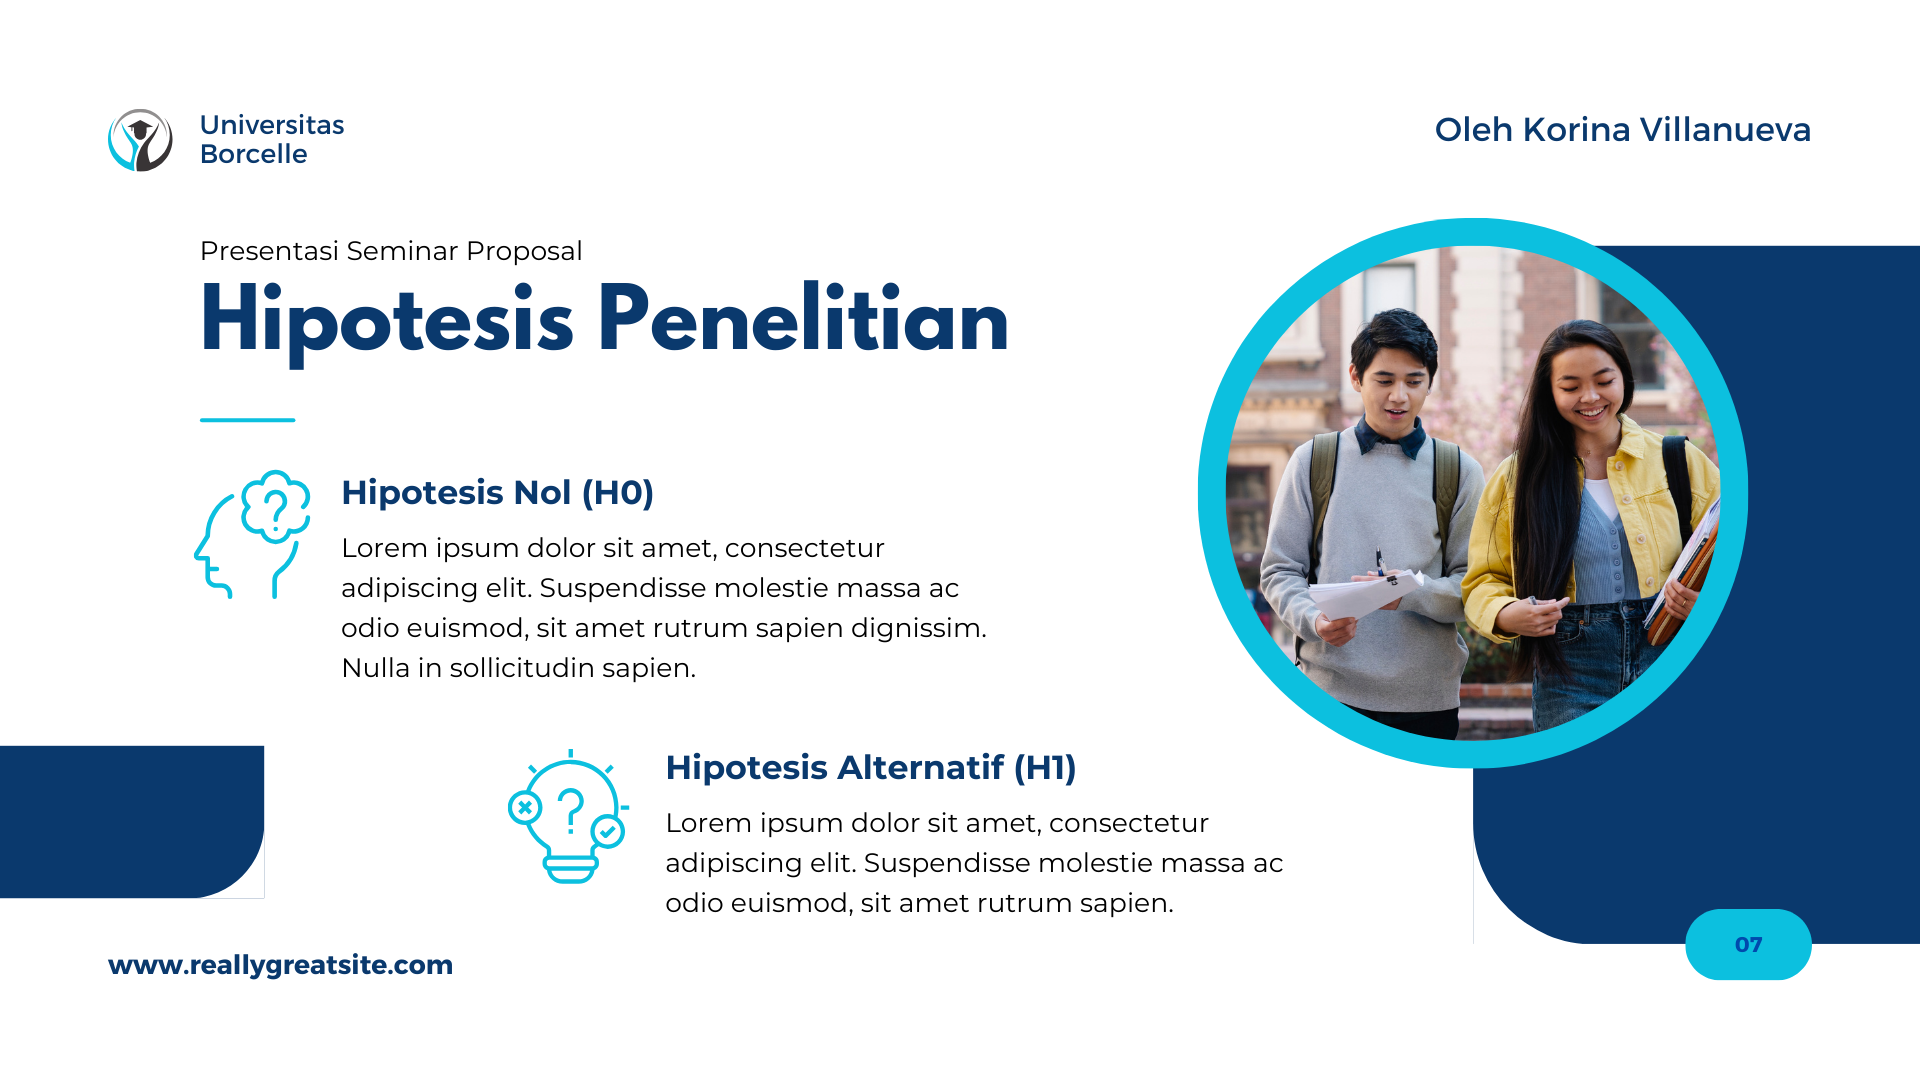 Universitas
Borcelle
Oleh Korina Villanueva
Presentasi Seminar Proposal
Hipotesis Penelitian
Hipotesis Nol (H0)
Lorem ipsum dolor sit amet, consectetur
adipiscing elit. Suspendisse molestie massa ac
odio euismod, sit amet rutrum sapien dignissim.
Nulla in sollicitudin sapien.
Hipotesis Alternatif (H1)
Lorem ipsum dolor sit amet, consectetur
adipiscing elit. Suspendisse molestie massa ac
odio euismod, sit amet rutrum sapien.
www.reallygreatsite.com
07